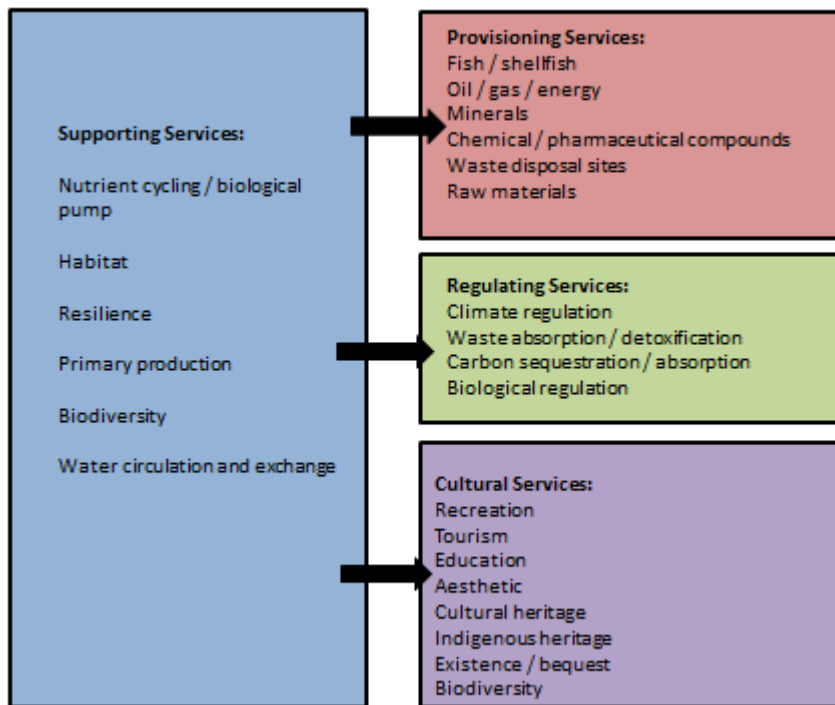 Supporting Services:
Nutrient cycling / biological
pump
Habitat
Resilience
Primary production
Biodiversity
Water circulation and exchange
Provisioning Services:
Fish / shellfish
Oil / gas / energy
Minerals
Chemical / pharmaceutical compounds
Waste disposal sites
Raw materials
Regulating Services:
Climate regulation
Waste absorption / detoxification
Carbon sequestration / absorption
Biological regulation
Cultural Services:
Recreation
Tourism
Education
Aesthetic
Cultural heritage
Indigenous heritage
Existence / bequest
Biodiversity